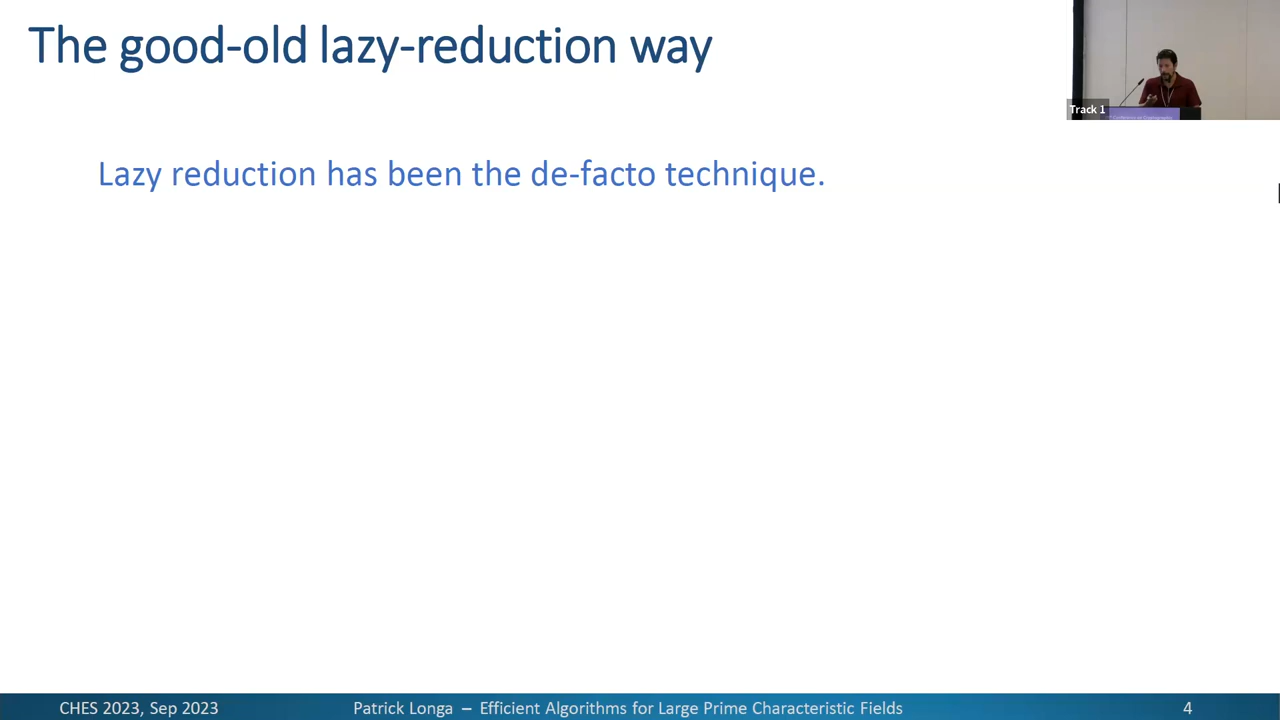 The good-old lazy-reduction way
Track 1
Lazy reduction has been the de-facto technique.
CHES 2023, Sep 2023
Patrick Longa – Efficient Algorithms for Large Prime Characteristic Fields
4